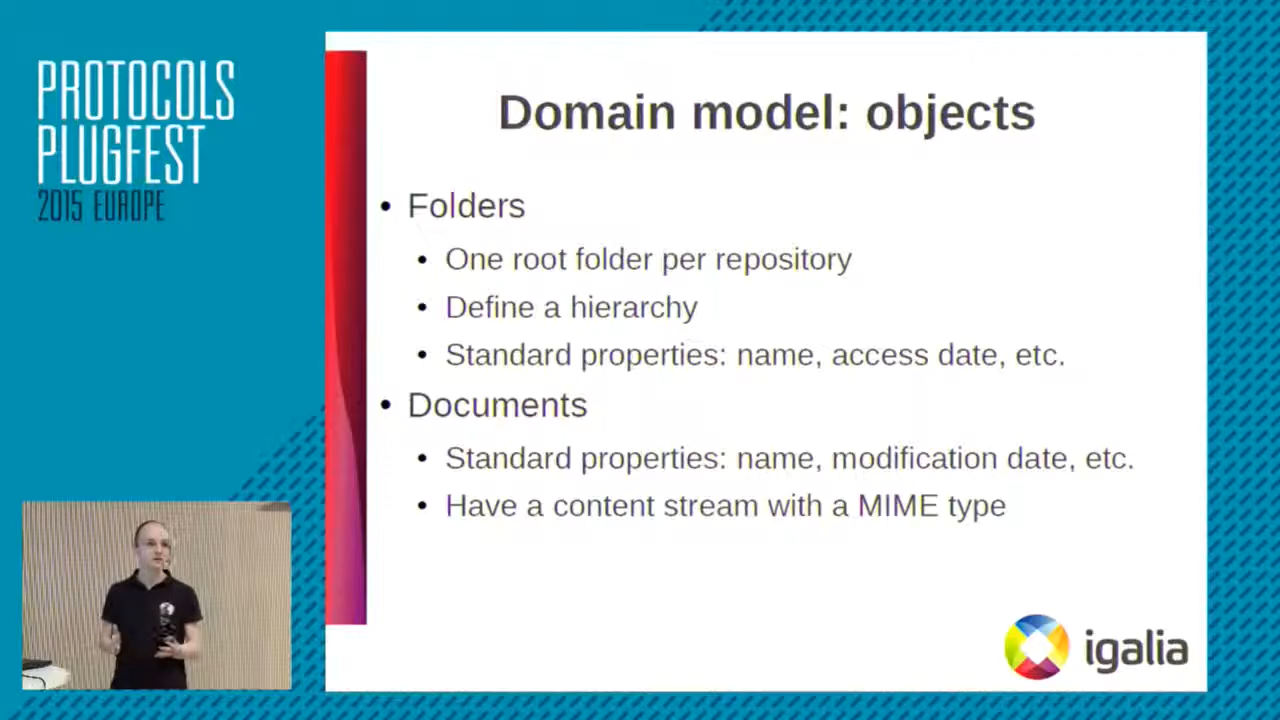 PROTOCOLS
PLUGFEST
2015 EUROPE
Domain model: objects
• Folders
• One root folder per repository
• Define a hierarchy
• Standard properties: name, access date, etc.
• Documents
• Standard properties: name, modification date, etc.
• Have a content stream with a MIME type
igalia